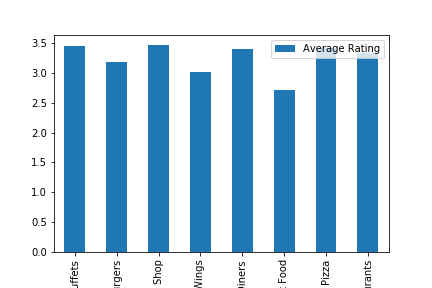 Average Rating
3.5
3.0
2.5
2.0
1.5
1.0
0.5
0.0
uffets
urgers
Shop
Wings
Diners
Food
Pizza
urants